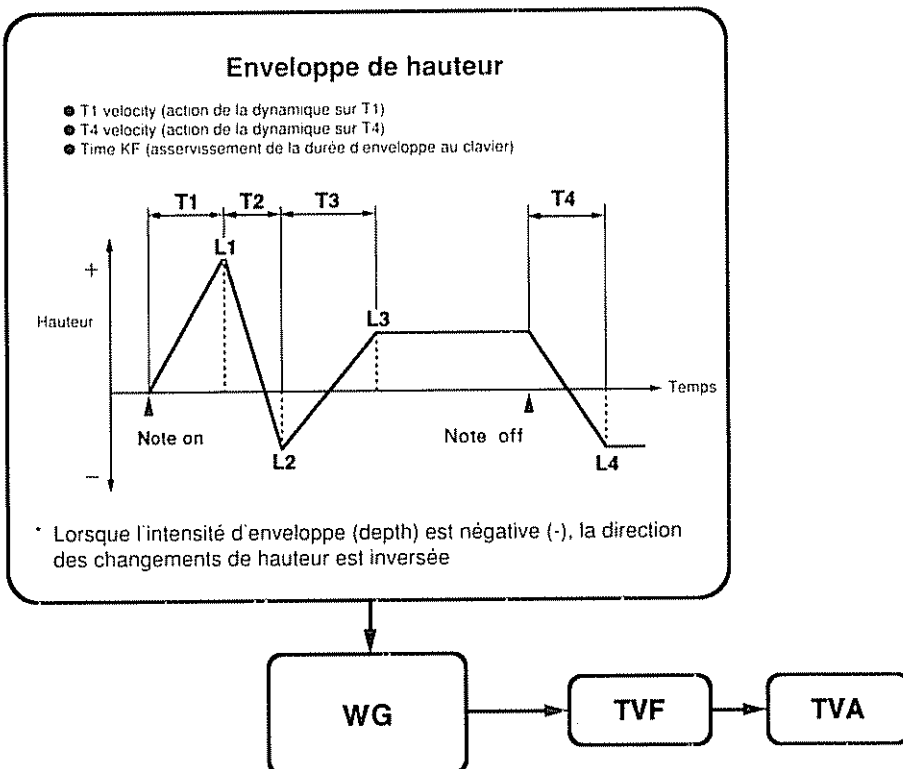 Enveloppe de hauteur
● T1 velocity (action de la dynamique sur T1)
● T4 velocity (action de la dynamique sur T4)
● Time KF (asservissement de la durée d'enveloppe au clavier)
T1 T2 T3 T4
L1
+
Hauteur
L3
Temps
Note on
Note off
L2
L4
−
* Lorsque l'intensité d'enveloppe (depth) est négative (-), la direction
des changements de hauteur est inversée
WG
TVF
TVA